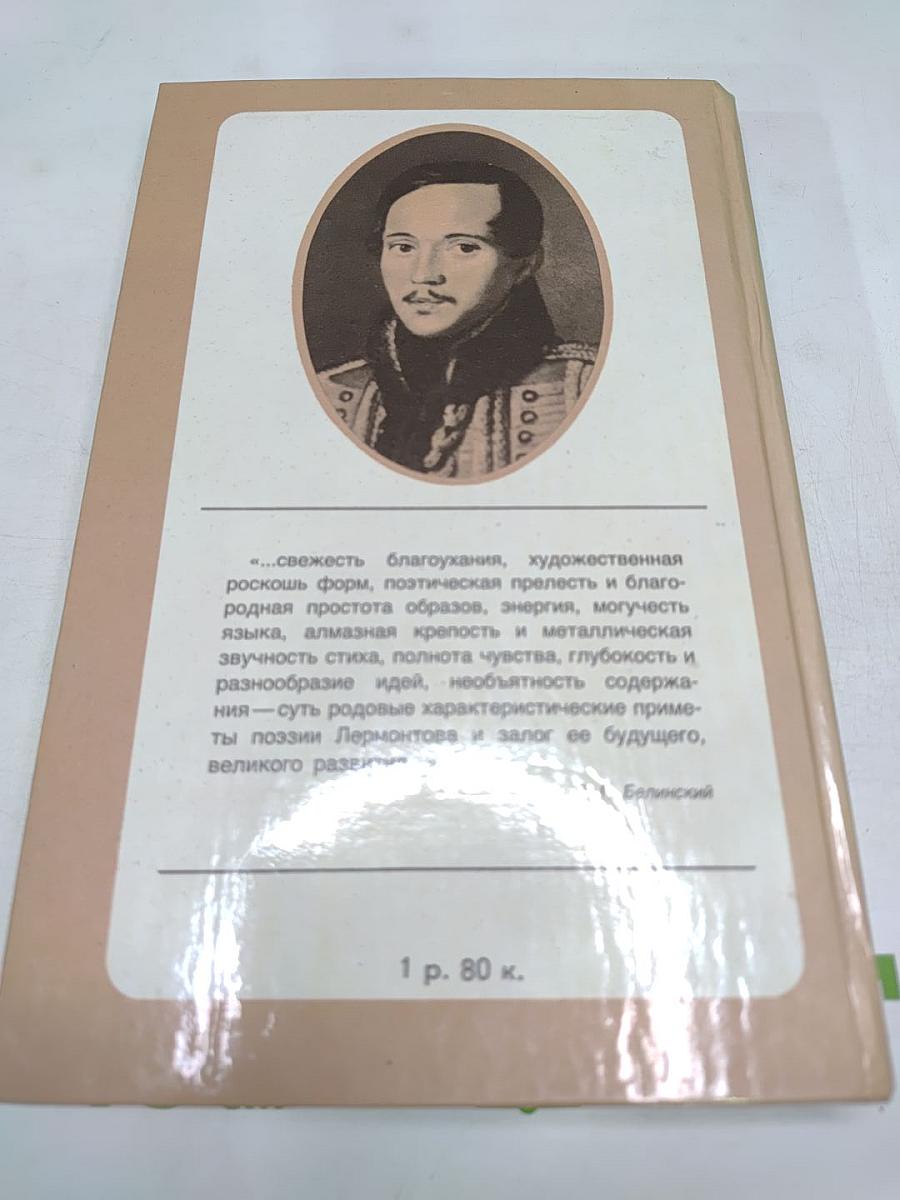 «...свежесть благоухания, художественная
роскошь форм, поэтическая прелесть и благо-
родная простота образов, энергия, могучесть
языка, алмазная крепость и металлическая
звучность стиха, полнота чувства, глубокость и
разнообразие идей, необъятность содержа-
ния — суть родовые характеристические приме-
ты поэзии Лермонтова и залог ее будущего,
великого
Белинский
1 р. 80 к.